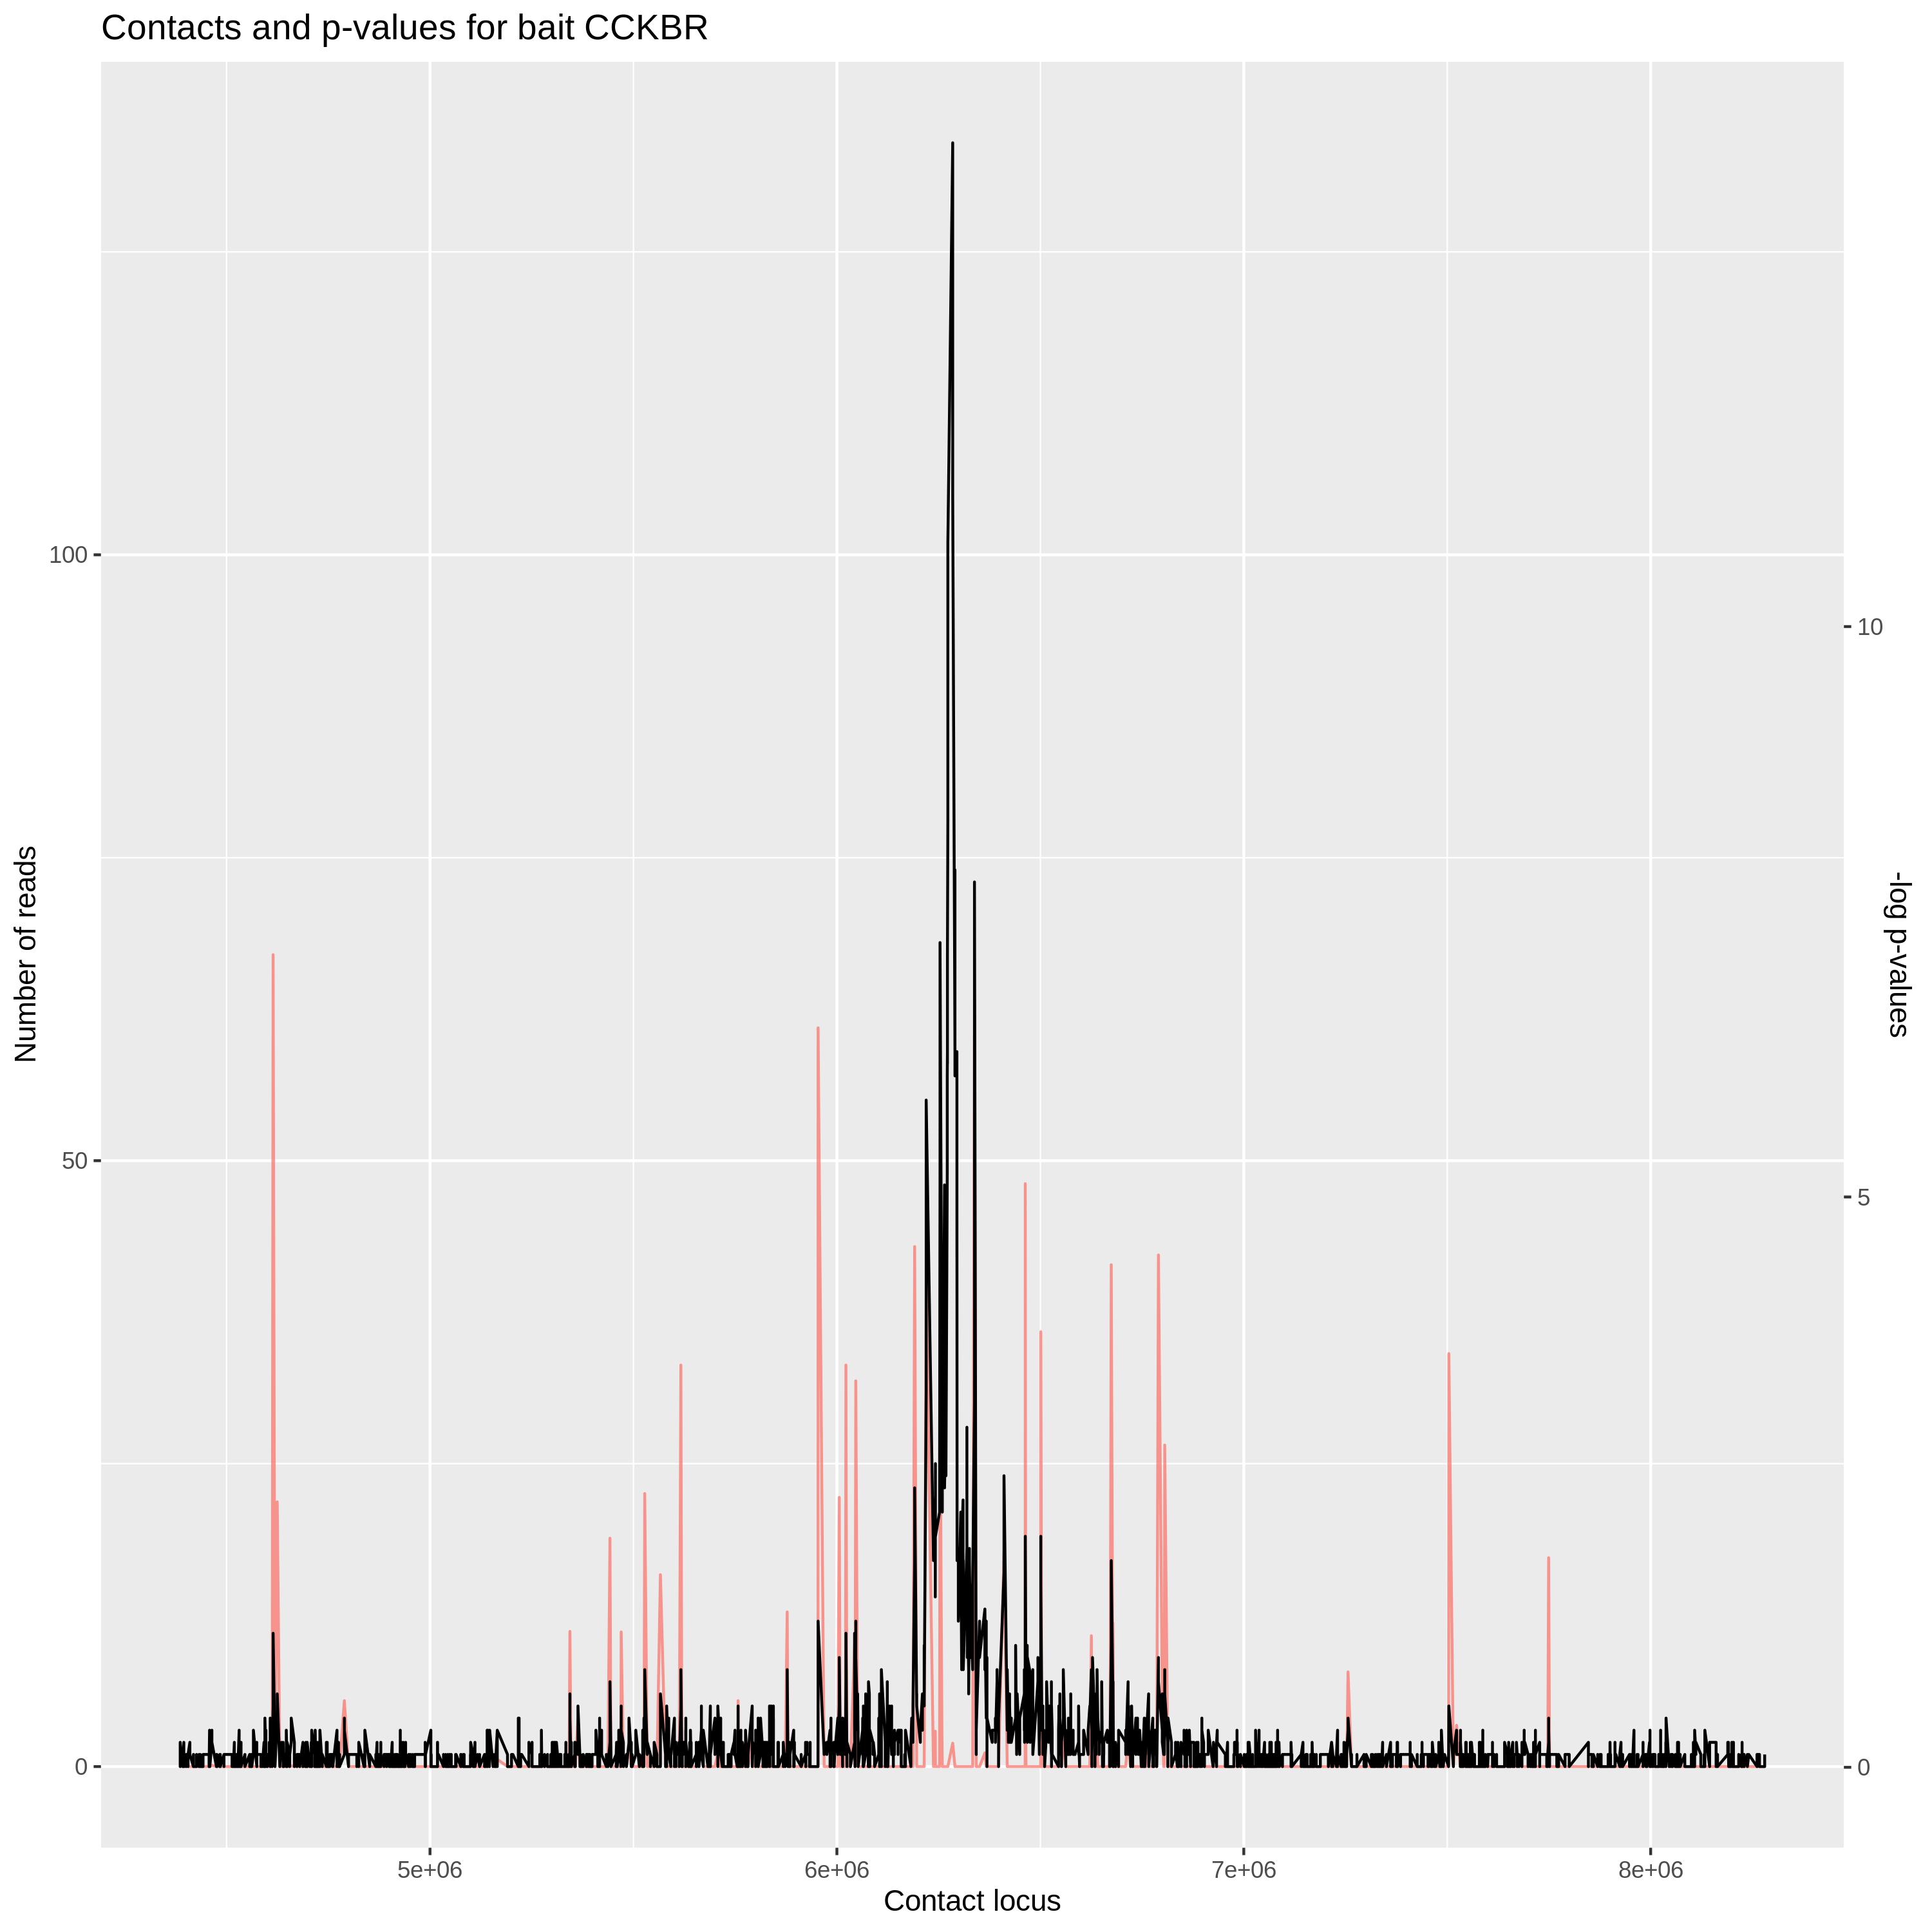 Contacts and p-values for bait CCKBR
Number of reads
100
50
0
10
5
0
-log p-values
5e+06
6e+06
7e+06
8e+06
Contact locus